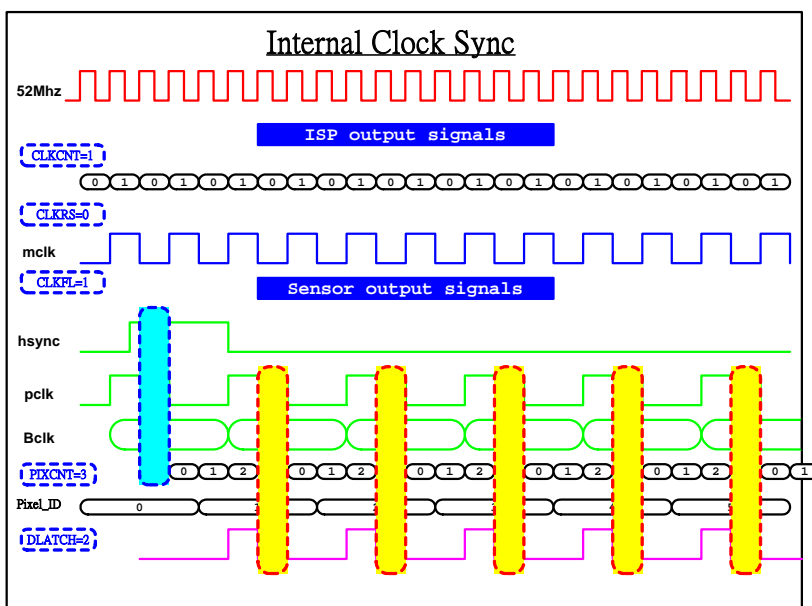 Internal Clock Sync
52Mhz
ISP output signals
CLKCNT=1
0 1 0 1 0 1 0 1 0 1 0 1 0 1 0 1 0 1 0 1 0 1 0 1
CLKRS=0
mclk
CLKFL=1
Sensor output signals
hsync
pclk
Bclk
PIXCNT=3
0 1 2 0 1 2 0 1 2 0 1 2 0 1 2 0 1
Pixel_ID
0
DLATCH=2